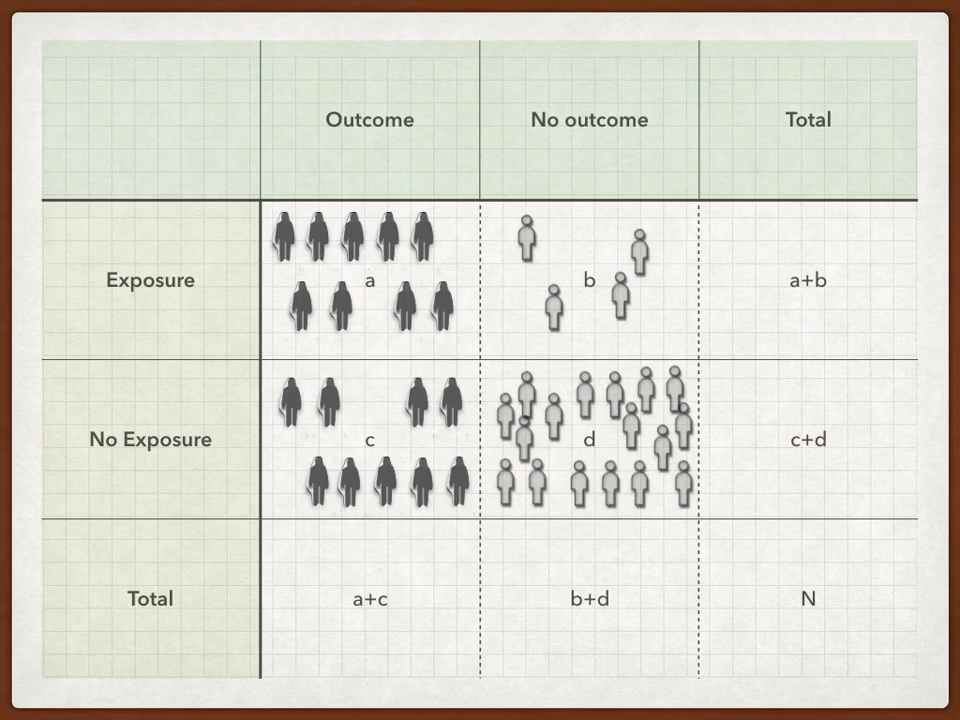 Outcome
No outcome
Total
Exposure
a
b
a+b
No Exposure
c
d
c+d
Total
a+c
b+d
N